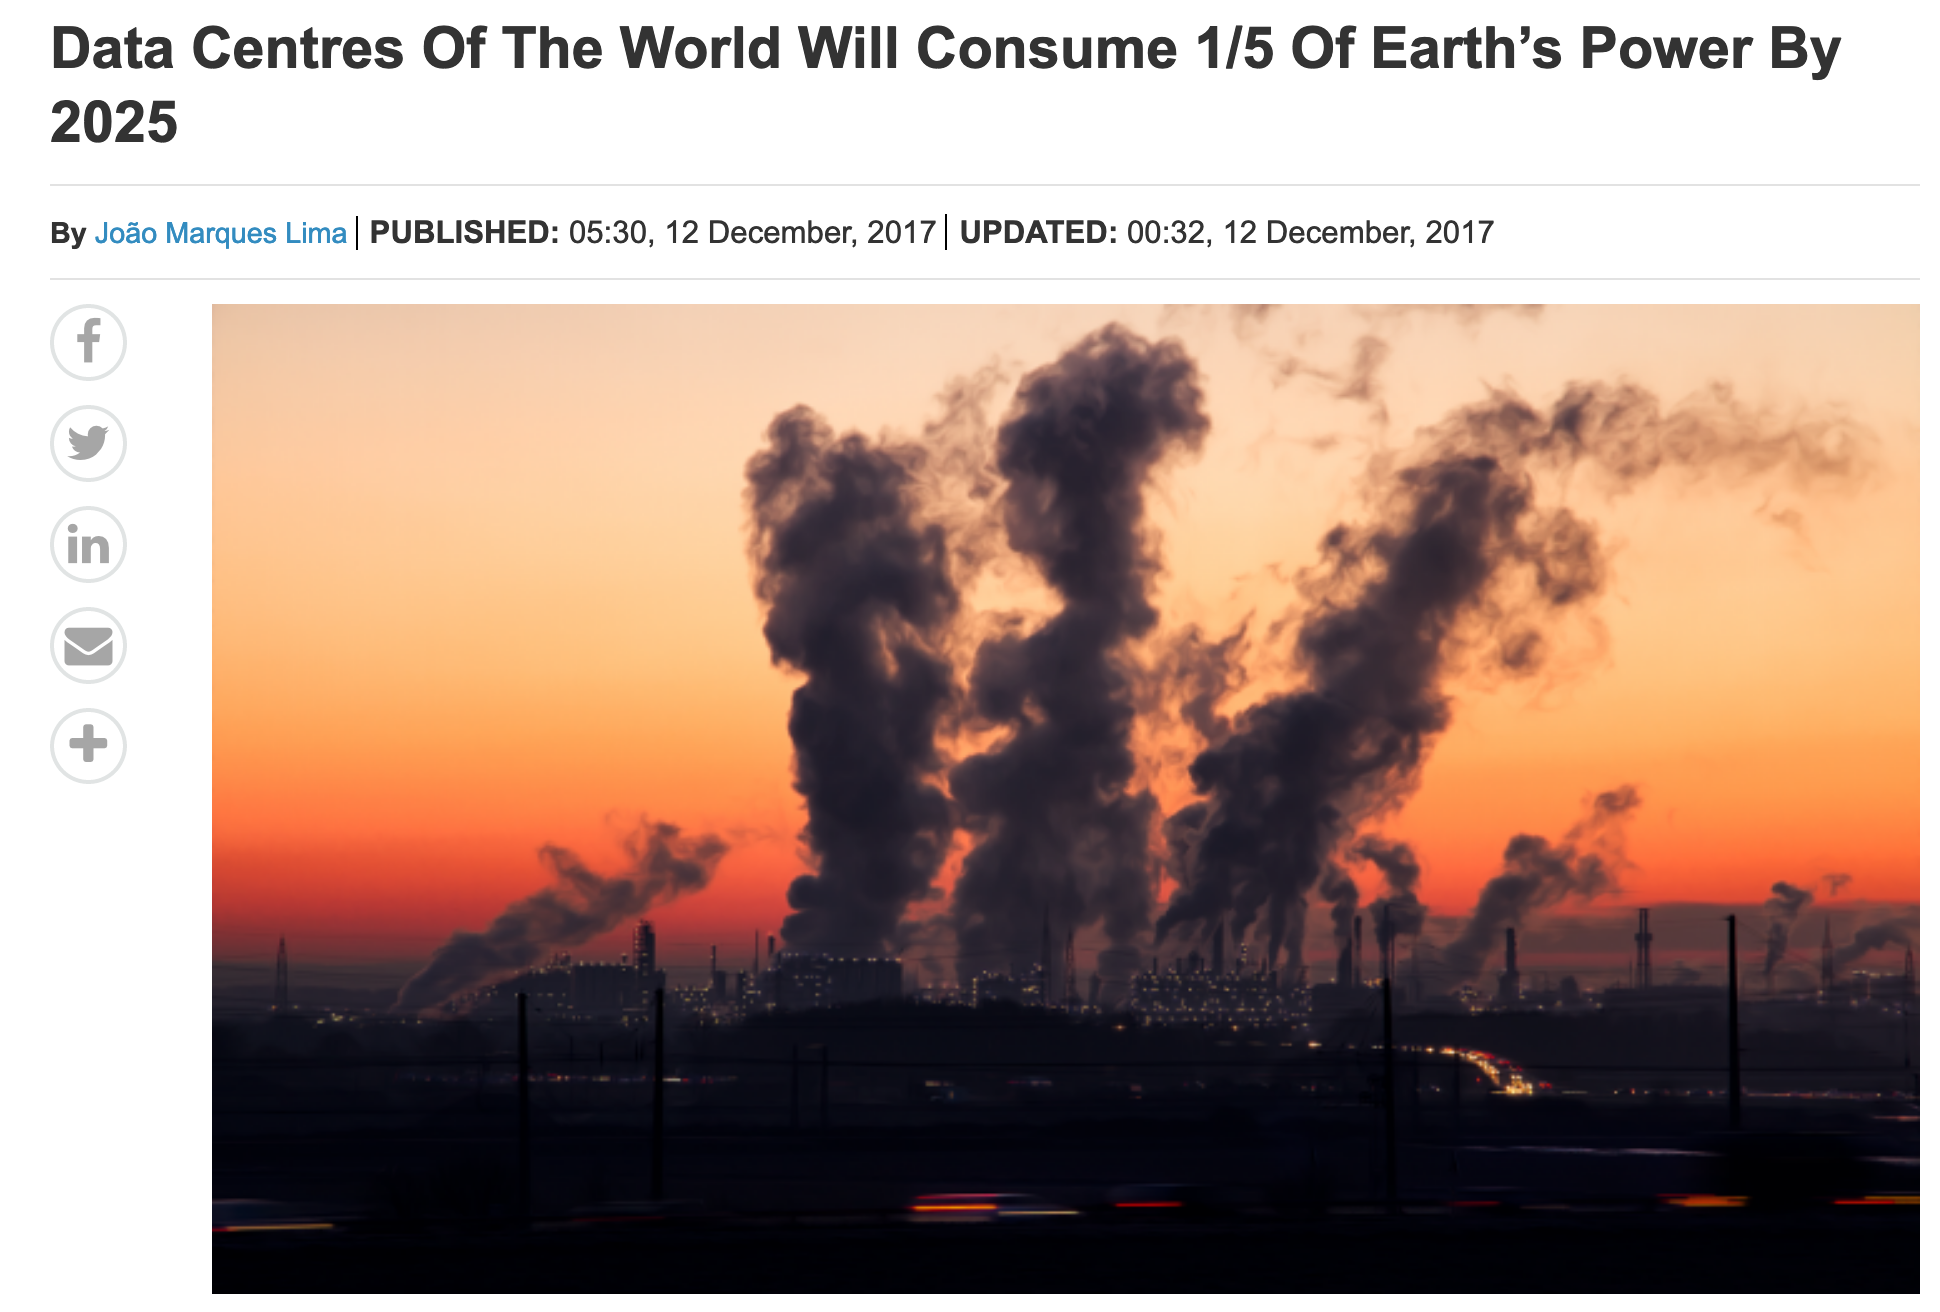 Data Centres Of The World Will Consume 1/5 Of Earth’s Power By
2025
By João Marques Lima | PUBLISHED: 05:30, 12 December, 2017 | UPDATED: 00:32, 12 December, 2017